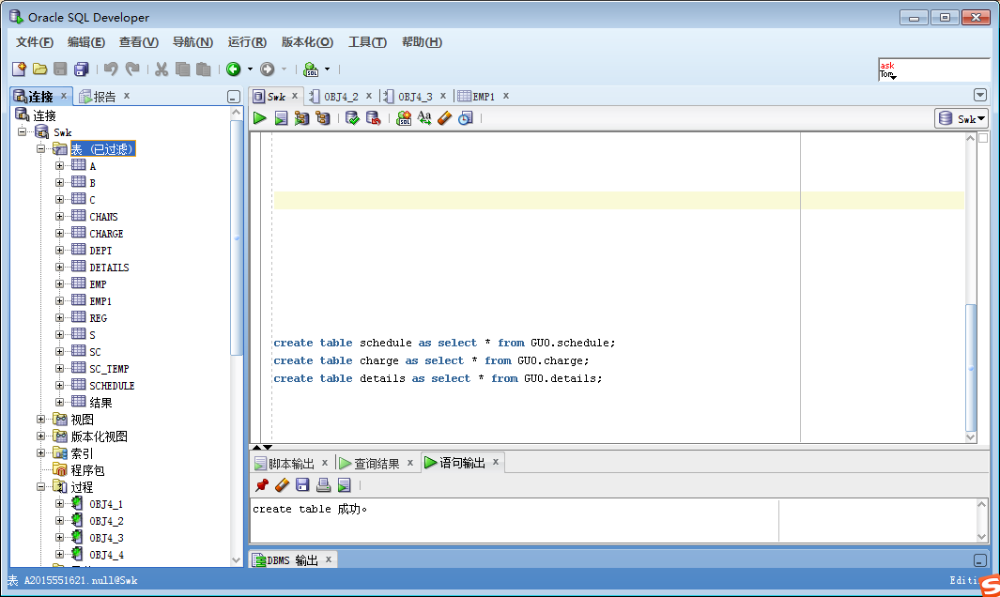 Oracle SQL Developer
文件(F) 编辑(E) 查看(V) 导航(N) 运行(R) 版本化(O) 工具(T) 帮助(H)
ask
Tom
连接 x 报告 x
Swk x OBJ4_2 x OBJ4_3 x EMP1 x
SQL
Aa
Swk
连接
Swk
表 (已过滤)
A
B
C
CHANS
CHARGE
DEPT
DETAILS
EMP
EMP1
REG
S
SC
SC_TEMP
SCHEDULE
结果
视图
版本化视图
索引
程序包
过程
OBJ4_1
OBJ4_2
OBJ4_3
OBJ4_4
create table schedule as select * from GUO.schedule;
create table charge as select * from GUO.charge;
create table details as select * from GUO.details;
脚本输出 x 查询结果 x 语句输出 x
create table 成功。
DBMS 输出 x
表 A2015551621.null@Swk
Editi